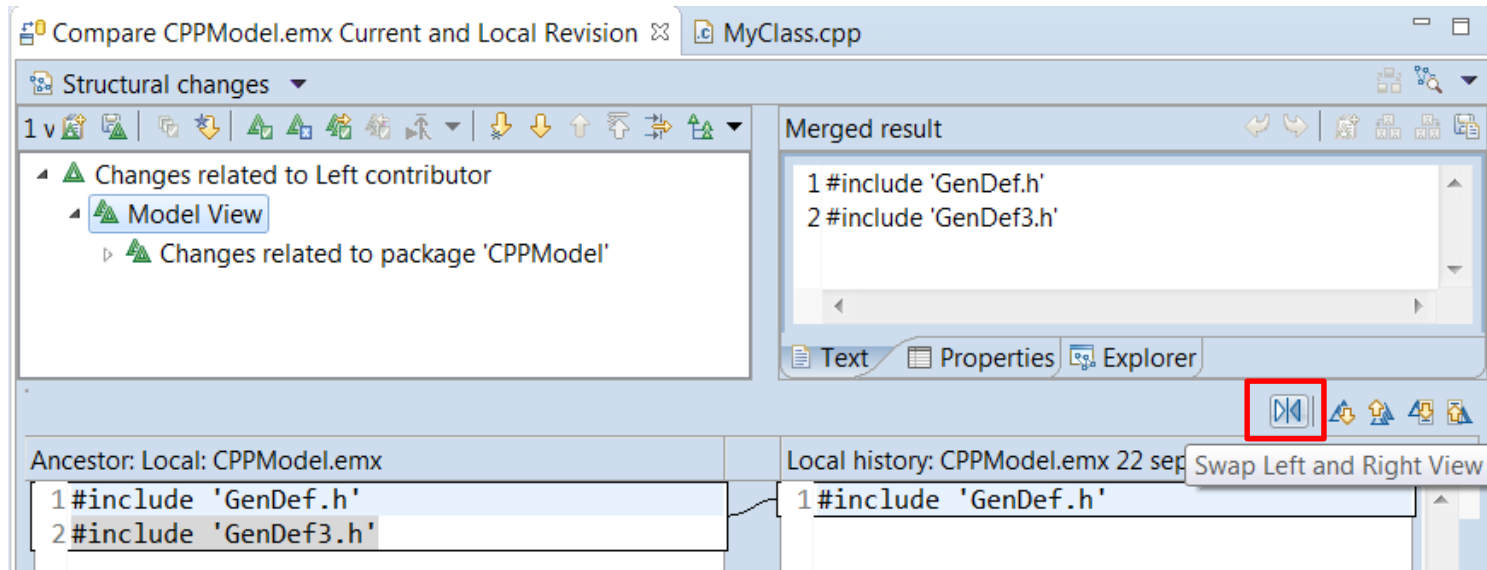 Compare CPPModel.emx Current and Local Revision MyClass.cpp
Structural changes
1 v
Changes related to Left contributor
Model View
Changes related to package 'CPPModel'
Merged result
1 #include 'GenDef.h'
2 #include 'GenDef3.h'
Text Properties Explorer
Swap Left and Right View
Ancestor: Local: CPPModel.emx
1 #include 'GenDef.h'
2 #include 'GenDef3.h'
Local history: CPPModel.emx 22 sep
1 #include 'GenDef.h'